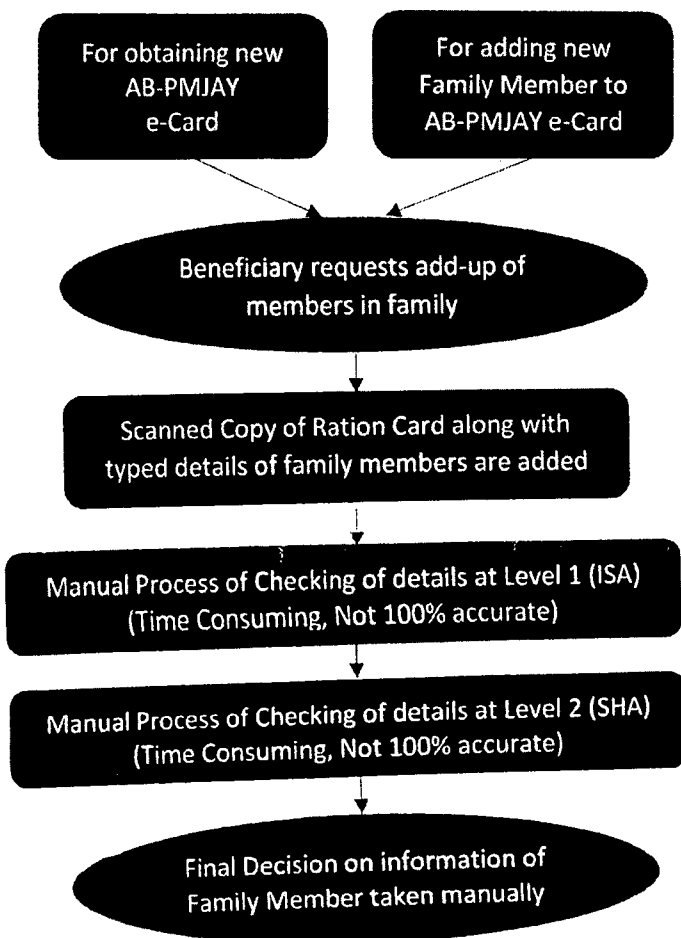 For obtaining new
AB-PMJAY
e-Card
For adding new
Family Member to
AB-PMJAY e-Card
Beneficiary requests add-up of
members in family
Scanned Copy of Ration Card along with
typed details of family members are added
Manual Process of Checking of details at Level 1 (ISA)
(Time Consuming, Not 100% accurate)
Manual Process of Checking of details at Level 2 (SHA)
(Time Consuming, Not 100% accurate)
Final Decision on information of
Family Member taken manually